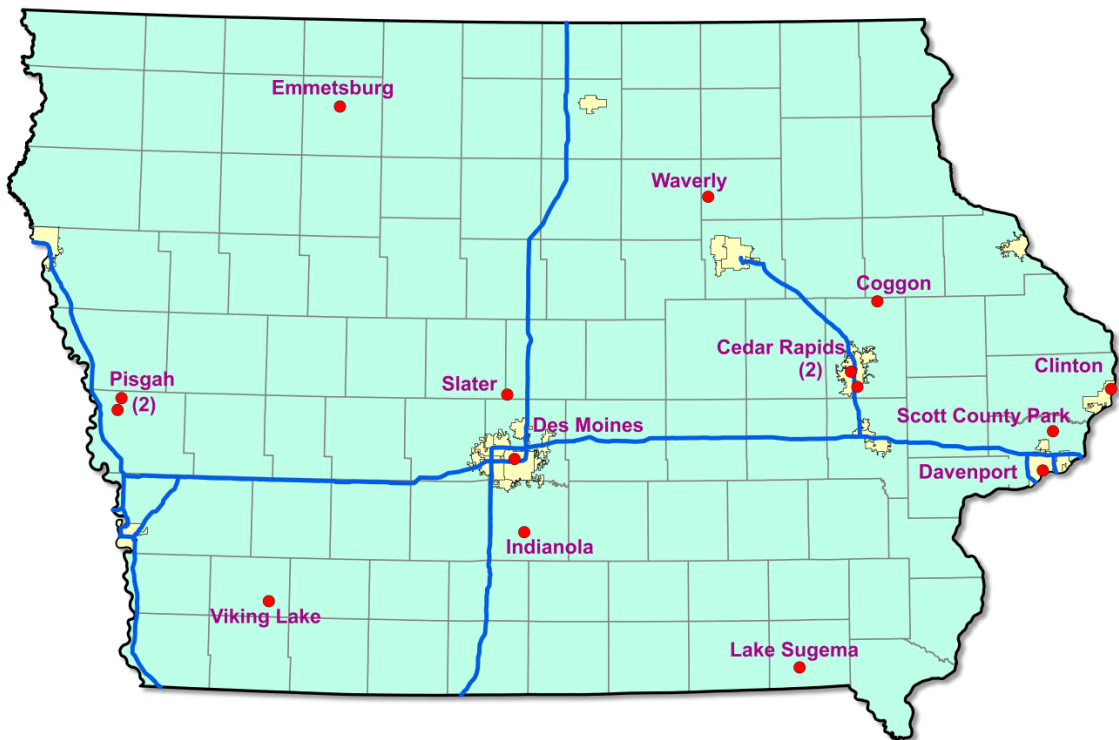 Emmetsburg
Waverly
Coggon
Cedar Rapids
(2)
Clinton
Pisgah
(2)
Slater
Scott County Park
Des Moines
Davenport
Indianola
Viking Lake
Lake Sugema